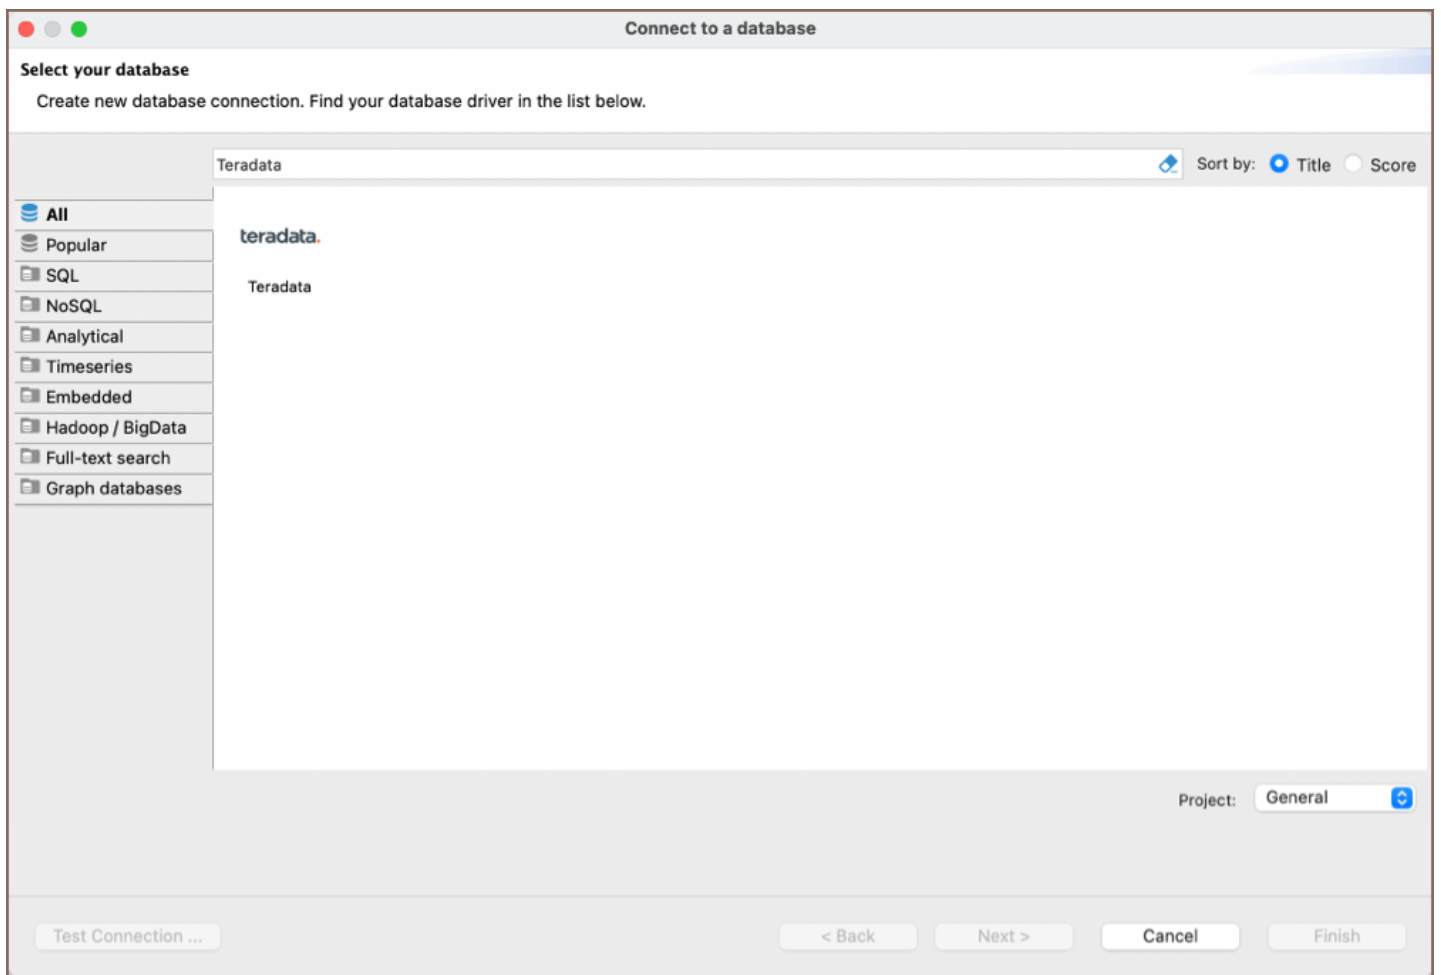 Connect to a database
Select your database
Create new database connection. Find your database driver in the list below.
Teradata
Sort by: Title Score
All
Popular
SQL
NoSQL
Analytical
Timeseries
Embedded
Hadoop / BigData
Full-text search
Graph databases
teradata.
Teradata
Project: General
Test Connection ... < Back Next > Cancel Finish